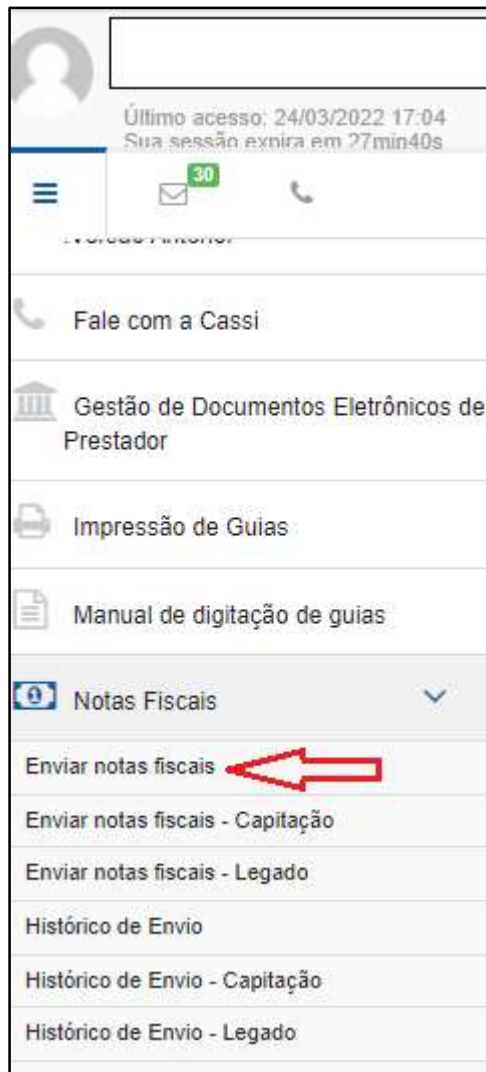 Último acesso: 24/03/2022 17:04
Sua sessão expira em 27min40s
30
Versão Anterior
Fale com a Cassi
Gestão de Documentos Eletrônicos de
Prestador
Impressão de Guias
Manual de digitação de guias
Notas Fiscais
Enviar notas fiscais
Enviar notas fiscais - Capitação
Enviar notas fiscais - Legado
Histórico de Envio
Histórico de Envio - Capitação
Histórico de Envio - Legado